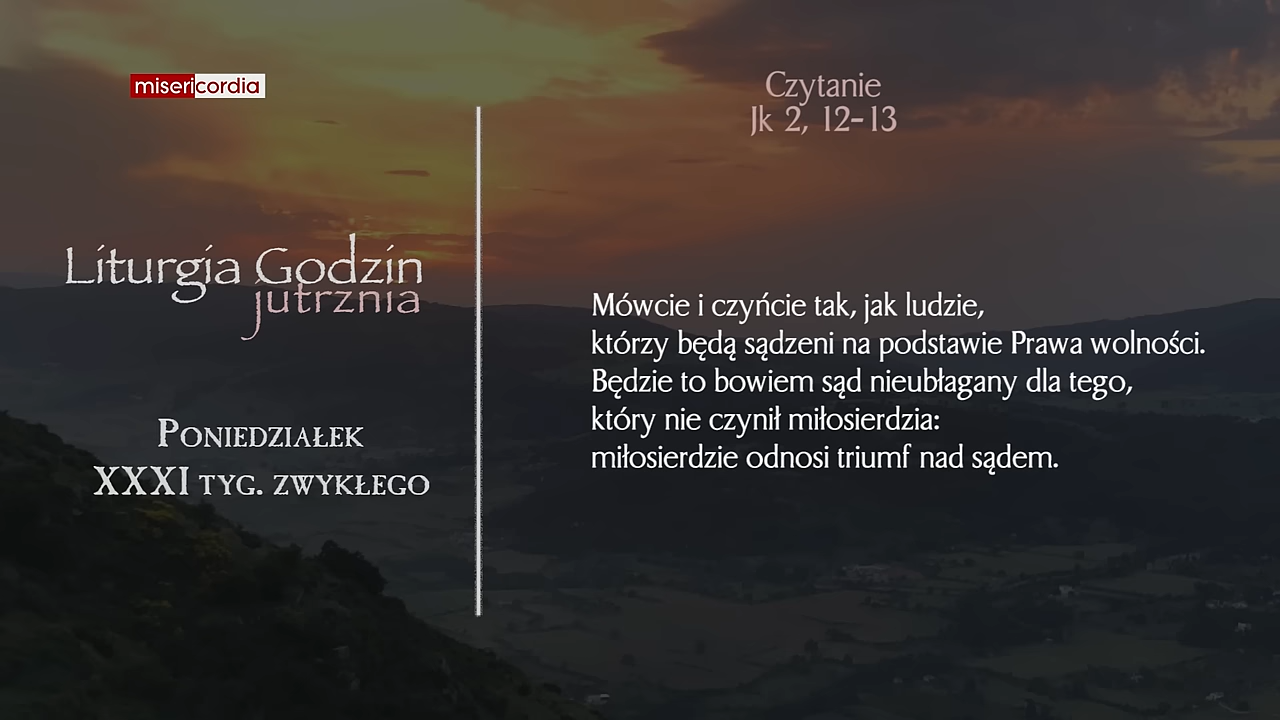 misericordia
Liturgia Godzin
jutrznia
Poniedziałek
XXXI tyg. zwykłego
Czytanie
Jk 2, 12-13
Mówcie i czyńcie tak, jak ludzie,
którzy będą sądzeni na podstawie Prawa wolności.
Będzie to bowiem sąd nieubłagany dla tego,
który nie czynił miłosierdzia:
miłosierdzie odnosi triumf nad sądem.